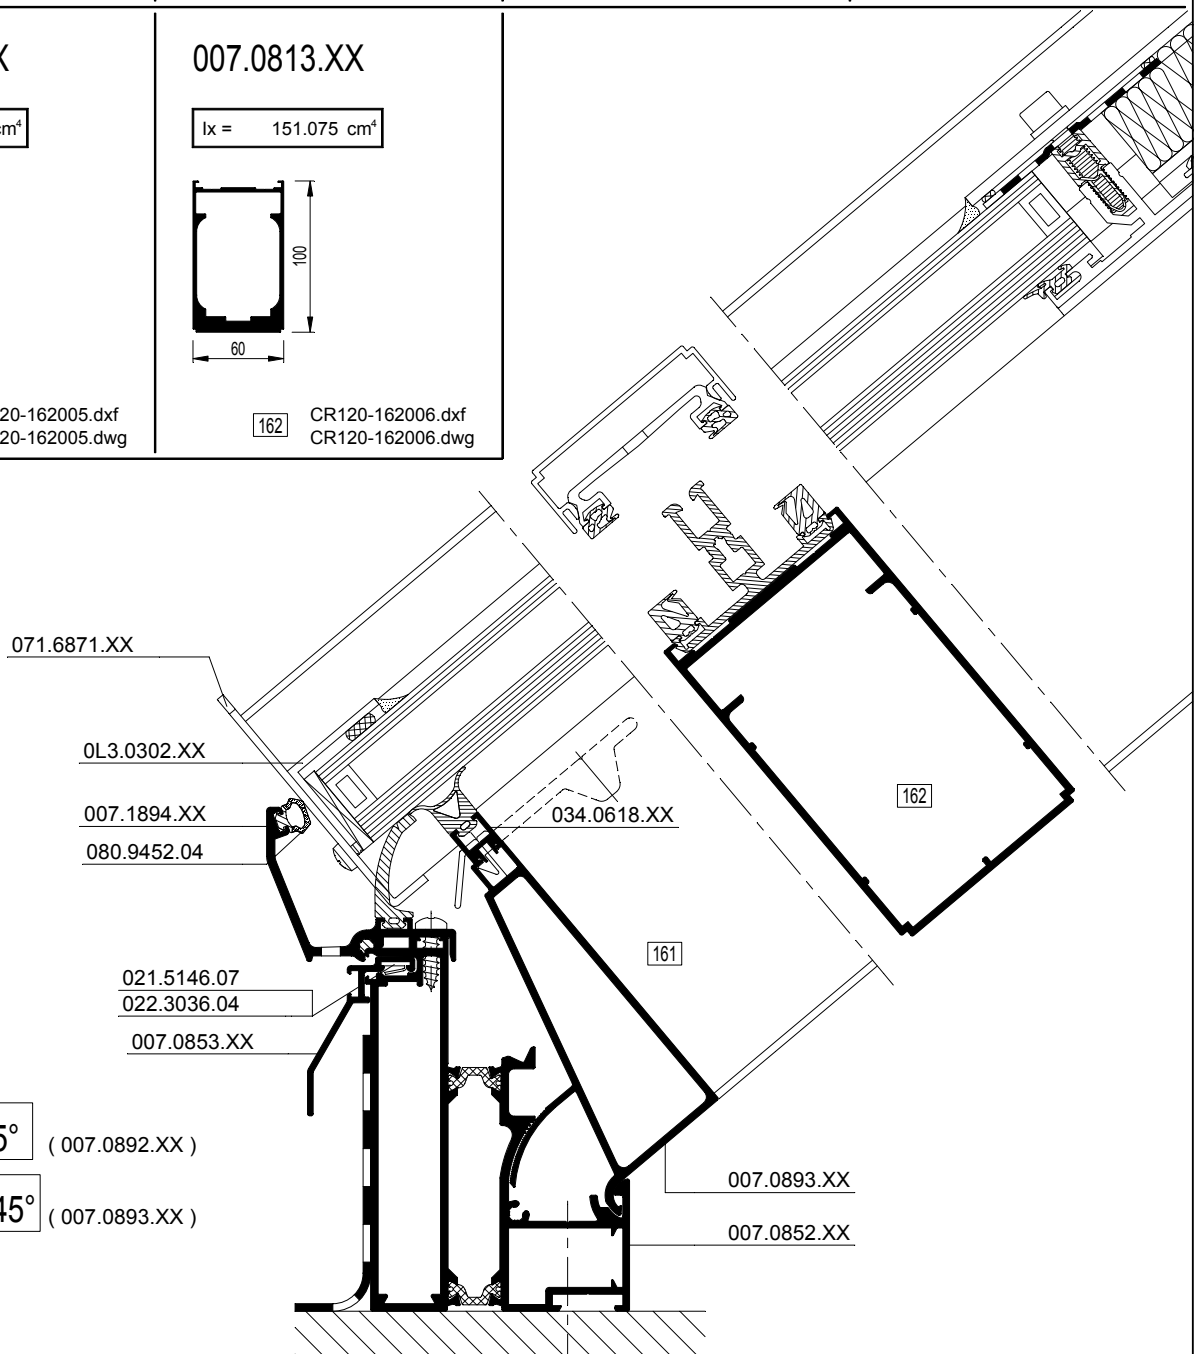 X
007.0813.XX
cm⁴
Ix = 151.075 cm⁴
100
60
20-162005.dxf
20-162005.dwg
162
CR120-162006.dxf
CR120-162006.dwg
071.6871.XX
0L3.0302.XX
007.1894.XX
080.9452.04
034.0618.XX
162
161
021.5146.07
022.3036.04
007.0853.XX
5° ( 007.0892.XX )
45° ( 007.0893.XX )
007.0893.XX
007.0852.XX